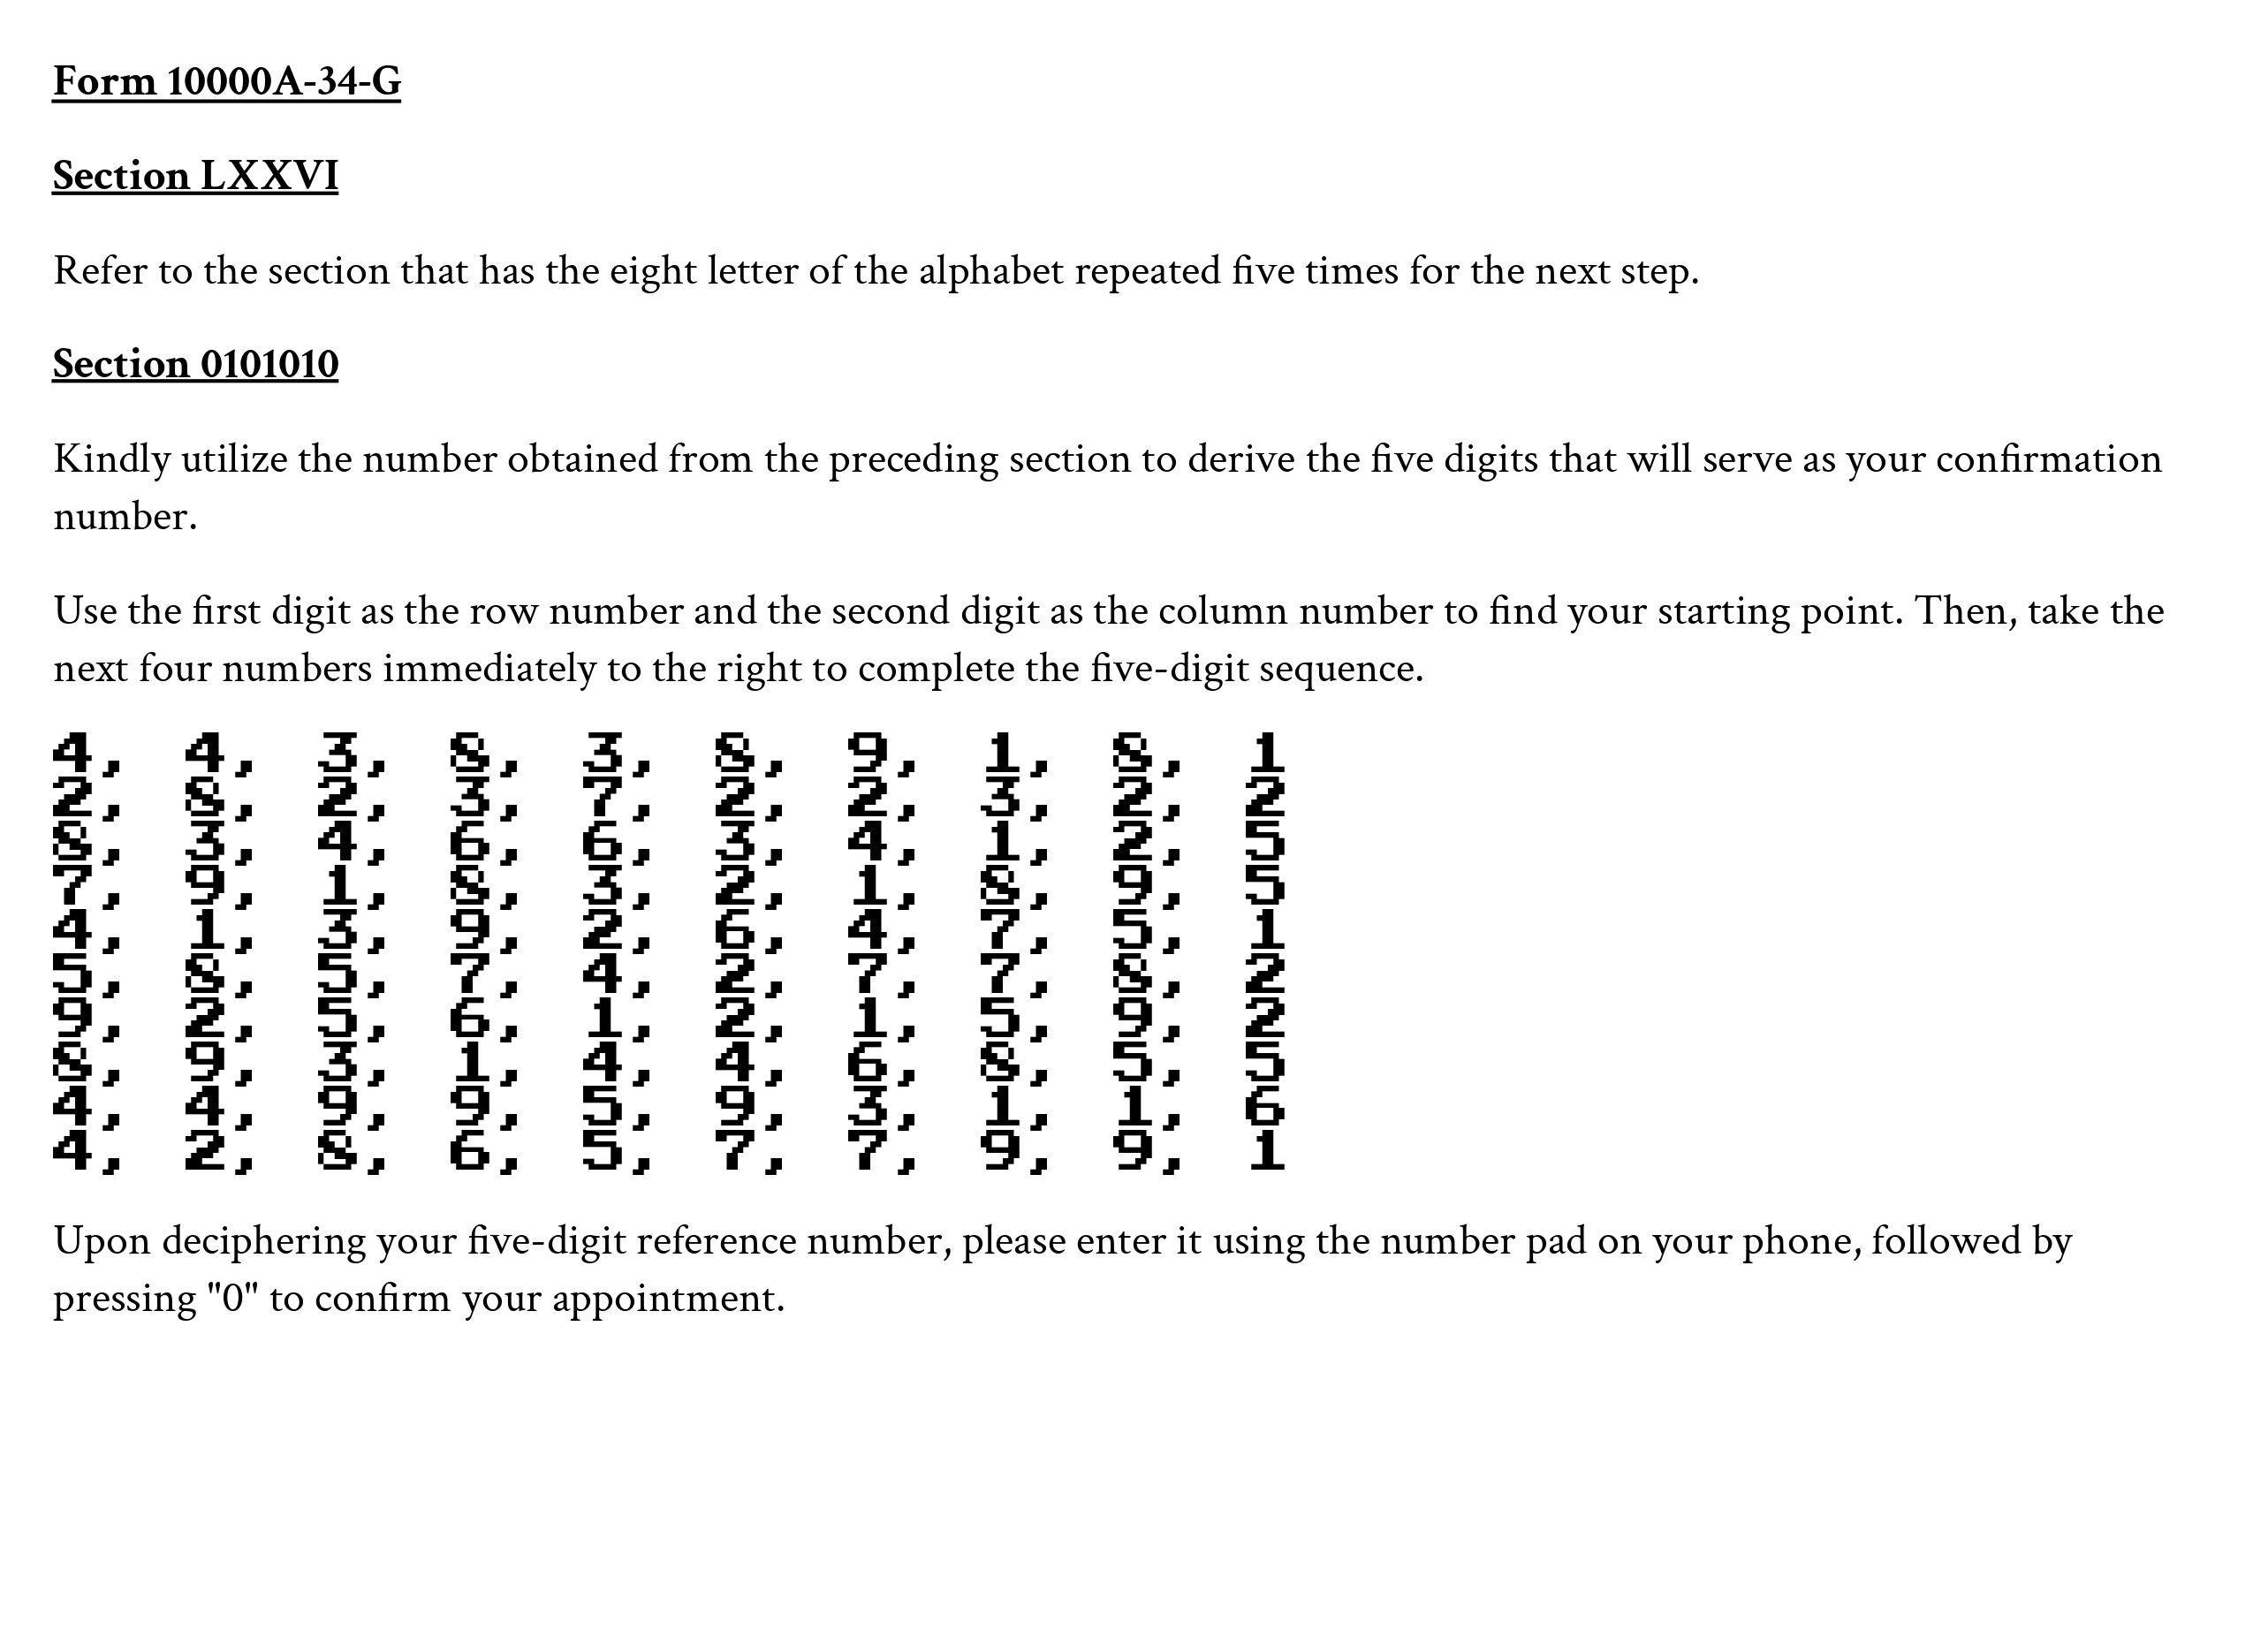 Form 10000A-34-G
Section LXXVI
Refer to the section that has the eight letter of the alphabet repeated five times for the next step.
Section 0101010
Kindly utilize the number obtained from the preceding section to derive the five digits that will serve as your confirmation
number.
Use the first digit as the row number and the second digit as the column number to find your starting point. Then, take the
next four numbers immediately to the right to complete the five-digit sequence.
4, 4, 3, 8, 3, 8, 9, 1, 8, 1
2, 8, 2, 3, 7, 2, 2, 3, 2, 2
8, 3, 4, 6, 6, 3, 4, 1, 2, 5
7, 9, 1, 8, 3, 2, 1, 8, 9, 5
4, 1, 3, 9, 2, 6, 4, 7, 5, 1
5, 8, 5, 7, 4, 2, 7, 7, 8, 2
9, 2, 5, 6, 1, 2, 1, 5, 9, 2
8, 9, 3, 1, 4, 4, 6, 8, 5, 5
4, 4, 9, 9, 5, 9, 3, 1, 1, 6
4, 2, 8, 6, 5, 7, 7, 9, 9, 1
Upon deciphering your five-digit reference number, please enter it using the number pad on your phone, followed by
pressing "0" to confirm your appointment.